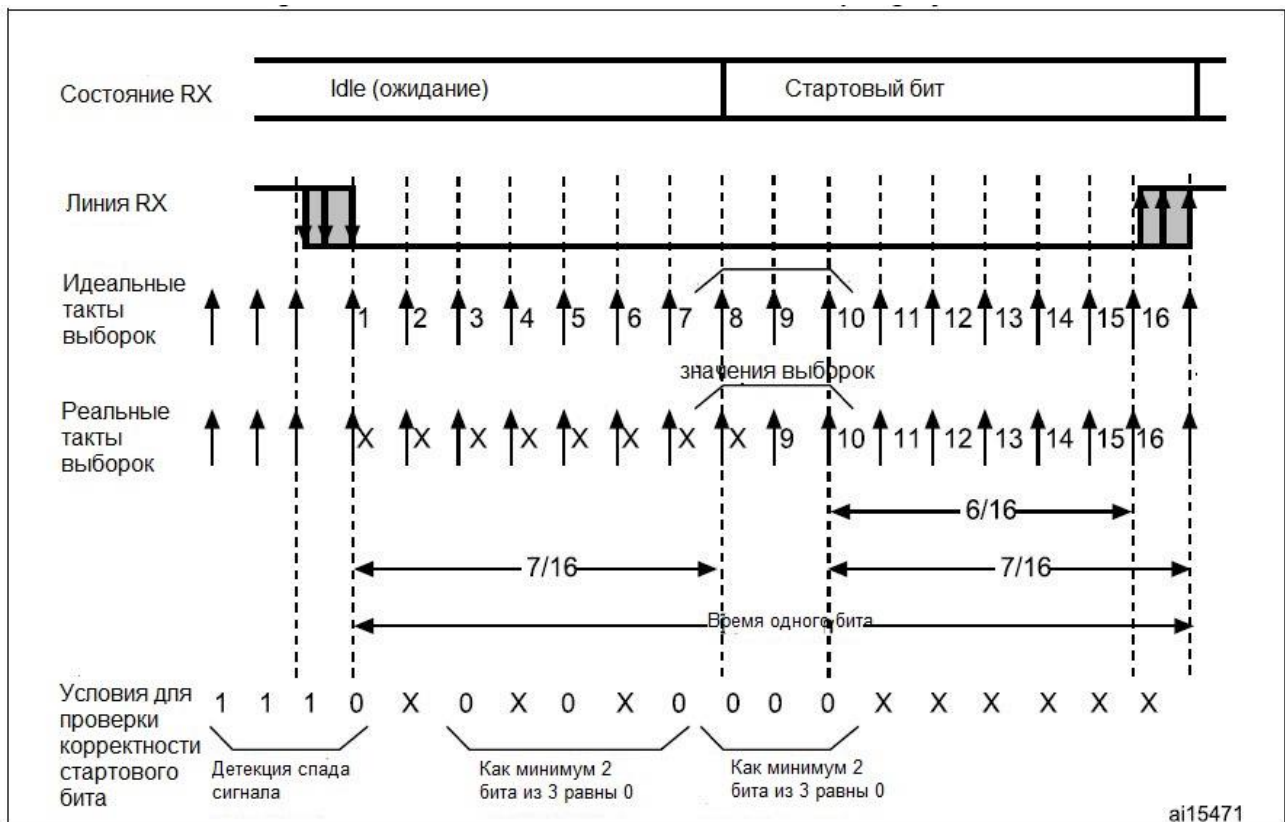 Состояние RX
Idle (ожидание)
Стартовый бит
Линия RX
Идеальные
такты
выборок
1 2 3 4 5 6 7 8 9 10 11 12 13 14 15 16
значения выборок
Реальные
такты
выборок
X X X X X X X X 9 10 11 12 13 14 15 16
6/16
7/16
7/16
Время одного бита
Условия для
проверки
корректности
стартового
бита
1 1 1 0 X 0 X 0 X 0 0 0 0 X X X X X X
Детекция спада
сигнала
Как минимум 2
бита из 3 равны 0
Как минимум 2
бита из 3 равны 0
ai15471